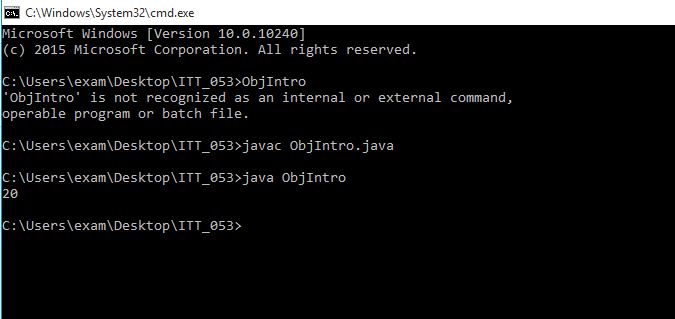 C:\Windows\System32\cmd.exe
Microsoft Windows [Version 10.0.10240]
(c) 2015 Microsoft Corporation. All rights reserved.
C:\Users\exam\Desktop\ITT_053>ObjIntro
'ObjIntro' is not recognized as an internal or external command,
operable program or batch file.
C:\Users\exam\Desktop\ITT_053>javac ObjIntro.java
C:\Users\exam\Desktop\ITT_053>java ObjIntro
20
C:\Users\exam\Desktop\ITT_053>